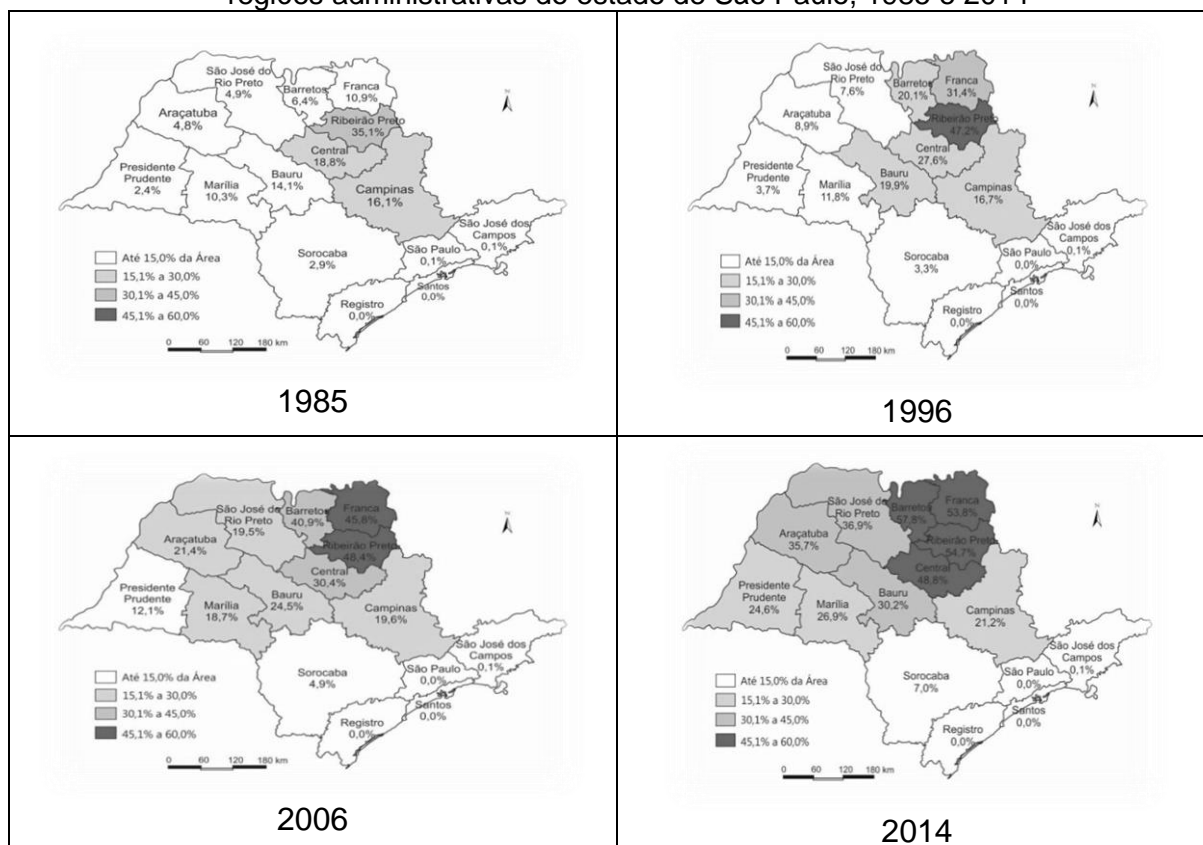 regiões administrativas do estado de São Paulo, 1985 e 2014
São José do
Rio Preto
4,9%
Barretos
6,4%
Franca
10,9%
Araçatuba
4,8%
Ribeirão Preto
35,1%
Central
18,8%
Presidente
Prudente
2,4%
Marília
10,3%
Bauru
14,1%
Campinas
16,1%
São José dos
Campos
0,1%
Sorocaba
2,9%
São Paulo
0,1%
Santos
0,0%
Registro
0,0%
Até 15,0% da Área
15,1% a 30,0%
30,1% a 45,0%
45,1% a 60,0%
0 60 120 180 km
1985
São José do
Rio Preto
7,6%
Barretos
20,1%
Franca
31,4%
Araçatuba
8,9%
Ribeirão Preto
47,2%
Central
27,6%
Presidente
Prudente
3,7%
Marília
11,8%
Bauru
19,9%
Campinas
16,7%
São José dos
Campos
0,1%
Sorocaba
3,3%
São Paulo
0,0%
Santos
0,0%
Registro
0,0%
Até 15,0% da Área
15,1% a 30,0%
30,1% a 45,0%
45,1% a 60,0%
0 60 120 180 km
1996
São José do
Rio Preto
19,5%
Barretos
40,9%
Franca
45,8%
Araçatuba
21,4%
Ribeirão Preto
48,4%
Central
30,4%
Presidente
Prudente
12,1%
Marília
18,7%
Bauru
24,5%
Campinas
19,6%
São José dos
Campos
0,1%
Sorocaba
4,9%
São Paulo
0,0%
Santos
0,0%
Registro
0,0%
Até 15,0% da Área
15,1% a 30,0%
30,1% a 45,0%
45,1% a 60,0%
0 60 120 180 km
2006
São José do
Rio Preto
36,9%
Barretos
57,8%
Franca
53,8%
Araçatuba
35,7%
Ribeirão Preto
54,7%
Central
48,8%
Presidente
Prudente
24,6%
Marília
26,9%
Bauru
30,2%
Campinas
21,2%
São José dos
Campos
0,1%
Sorocaba
7,0%
São Paulo
0,0%
Santos
0,0%
Registro
0,0%
Até 15,0% da Área
15,1% a 30,0%
30,1% a 45,0%
45,1% a 60,0%
0 60 120 180 km
2014